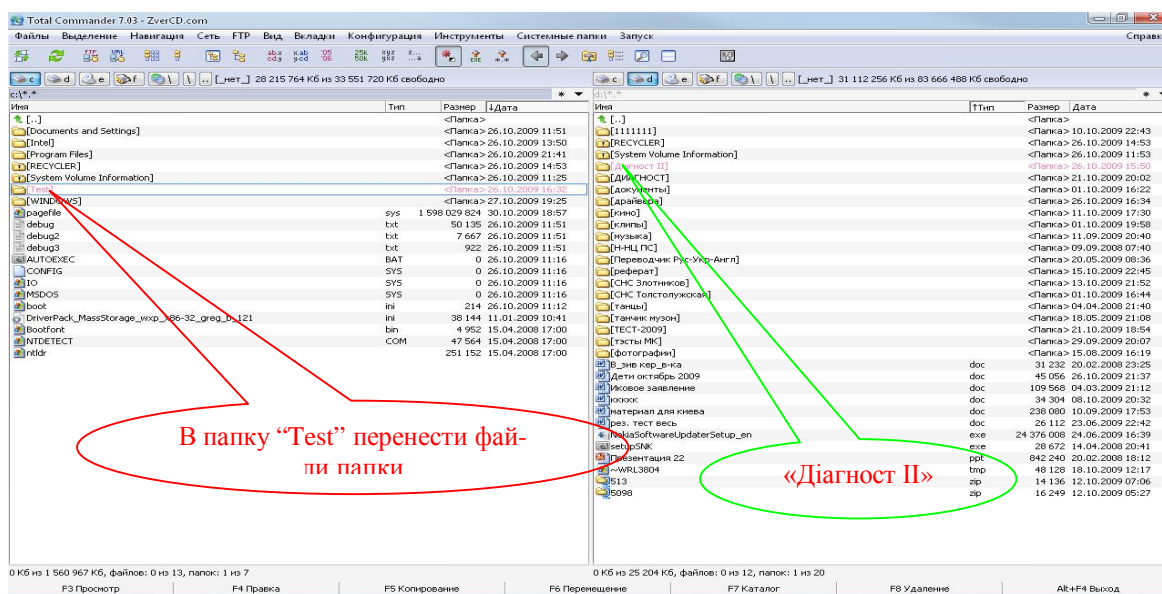 Total Commander 7.03 - ZverCD.com
Файлы Выделение Навигация Сеть FTP Вид Вкладки Конфигурация Инструменты Системные папки Запуск Справка
c d e f \ \ .. [_нет_] 28 215 764 Кб из 33 551 720 Кб свободно
c d e f \ \ .. [_нет_] 31 112 256 Кб из 83 666 488 Кб свободно
c:\*.* * ▼
Имя Тип Размер ↓Дата
[..] <Папка>
[Documents and Settings] <Папка> 26.10.2009 11:51
[Intel] <Папка> 26.10.2009 13:50
[Program Files] <Папка> 26.10.2009 21:41
[RECYCLER] <Папка> 26.10.2009 14:53
[System Volume Information] <Папка> 26.10.2009 11:25
[Test] <Папка> 26.10.2009 16:32
[WINDOWS] <Папка> 27.10.2009 19:25
pagefile sys 1 598 029 824 30.10.2009 18:57
debug txt 50 135 26.10.2009 11:51
debug2 txt 7 667 26.10.2009 11:51
debug3 txt 922 26.10.2009 11:51
AUTOEXEC BAT 0 26.10.2009 11:16
CONFIG SYS 0 26.10.2009 11:16
IO SYS 0 26.10.2009 11:16
MSDOS SYS 0 26.10.2009 11:16
boot ini 214 26.10.2009 11:12
DriverPack_MassStorage_wxp_x86-32_greg_b_121 ini 38 144 11.01.2009 10:41
Bootfont bin 4 952 15.04.2008 17:00
NTDETECT COM 47 564 15.04.2008 17:00
ntldr 251 152 15.04.2008 17:00
В папку “Test” перенести фай-
ли папки
0 Кб из 1 560 967 Кб, файлов: 0 из 13, папок: 1 из 7
d:\*.* *
Имя ↑Тип Размер Дата
[..] <Папка>
[1111111] <Папка> 10.10.2009 22:43
[RECYCLER] <Папка> 26.10.2009 14:53
[System Volume Information] <Папка> 26.10.2009 11:53
[Діагност II] <Папка> 26.10.2009 15:50
[ДИАГНОСТ] <Папка> 21.10.2009 20:02
[документы] <Папка> 01.10.2009 16:22
[драйвера] <Папка> 26.10.2009 16:34
[кино] <Папка> 11.10.2009 17:30
[клипы] <Папка> 01.10.2009 19:58
[музыка] <Папка> 11.09.2009 20:40
[Н-НЦ ПС] <Папка> 09.09.2008 07:40
[Переводчик Рус-Укр-Англ] <Папка> 20.05.2009 08:36
[реферат] <Папка> 15.10.2009 22:45
[СНС Злотников] <Папка> 13.10.2009 21:52
[СНС Толстолужская] <Папка> 01.10.2009 16:44
[танцы] <Папка> 04.04.2008 21:40
[танчик музон] <Папка> 18.05.2009 21:08
[ТЕСТ-2009] <Папка> 21.10.2009 18:54
[тэсты МК] <Папка> 29.09.2009 20:07
[фотографии] <Папка> 15.08.2009 16:19
В_знв кер_в-ка doc 31 232 20.02.2008 23:25
Дети октябрь 2009 doc 45 056 26.10.2009 21:37
Иковое заявление doc 109 568 04.03.2009 21:12
ккккк doc 34 304 08.10.2009 20:32
материал для киева doc 238 080 10.09.2009 17:53
рез. тест весь doc 26 112 23.06.2009 22:42
NokiaSoftwareUpdaterSetup_en exe 24 376 008 24.06.2009 16:39
setupSNK exe 28 672 14.04.2008 20:41
Презентация 22 ppt 842 240 20.02.2008 18:12
~WRL3804 tmp 48 128 18.10.2009 12:17
513 zip 14 136 12.10.2009 07:06
5098 zip 16 249 12.10.2009 05:27
«Діагност II»
0 Кб из 25 204 Кб, файлов: 0 из 12, папок: 1 из 20
F3 Просмотр F4 Правка F5 Копирование F6 Перемещение F7 Каталог F8 Удаление Alt+F4 Выход